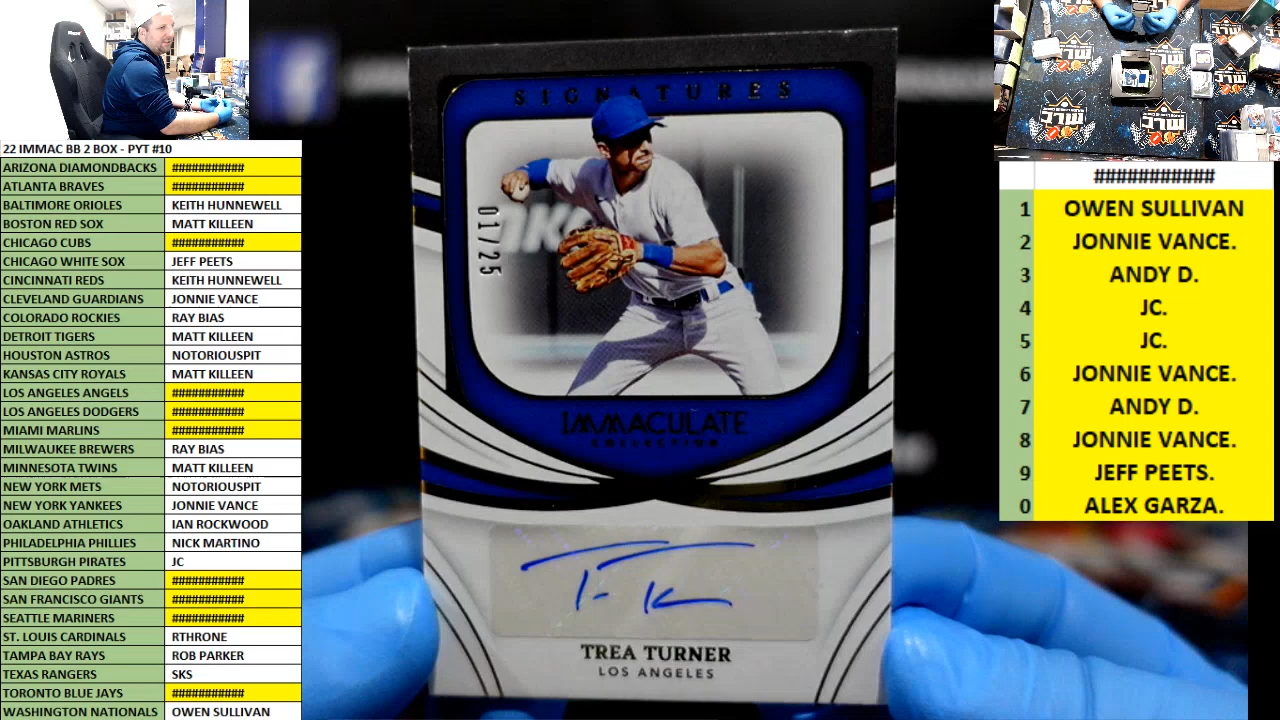 22 IMMAC BB 2 BOX - PYT #10
ARIZONA DIAMONDBACKS ###########
ATLANTA BRAVES ###########
BALTIMORE ORIOLES KEITH HUNNEWELL
BOSTON RED SOX MATT KILLEEN
CHICAGO CUBS ###########
CHICAGO WHITE SOX JEFF PEETS
CINCINNATI REDS KEITH HUNNEWELL
CLEVELAND GUARDIANS JONNIE VANCE
COLORADO ROCKIES RAY BIAS
DETROIT TIGERS MATT KILLEEN
HOUSTON ASTROS NOTORIOUSPIT
KANSAS CITY ROYALS MATT KILLEEN
LOS ANGELES ANGELS ###########
LOS ANGELES DODGERS ###########
MIAMI MARLINS ###########
MILWAUKEE BREWERS RAY BIAS
MINNESOTA TWINS MATT KILLEEN
NEW YORK METS NOTORIOUSPIT
NEW YORK YANKEES JONNIE VANCE
OAKLAND ATHLETICS IAN ROCKWOOD
PHILADELPHIA PHILLIES NICK MARTINO
PITTSBURGH PIRATES JC
SAN DIEGO PADRES ###########
SAN FRANCISCO GIANTS ###########
SEATTLE MARINERS ###########
ST. LOUIS CARDINALS RTHRONE
TAMPA BAY RAYS ROB PARKER
TEXAS RANGERS SKS
TORONTO BLUE JAYS ###########
WASHINGTON NATIONALS OWEN SULLIVAN
SIGNATURES
01/25
IMMACULATE
COLLECTION
TREA TURNER
LOS ANGELES
###########
1 OWEN SULLIVAN
2 JONNIE VANCE.
3 ANDY D.
4 JC.
5 JC.
6 JONNIE VANCE.
7 ANDY D.
8 JONNIE VANCE.
9 JEFF PEETS.
0 ALEX GARZA.